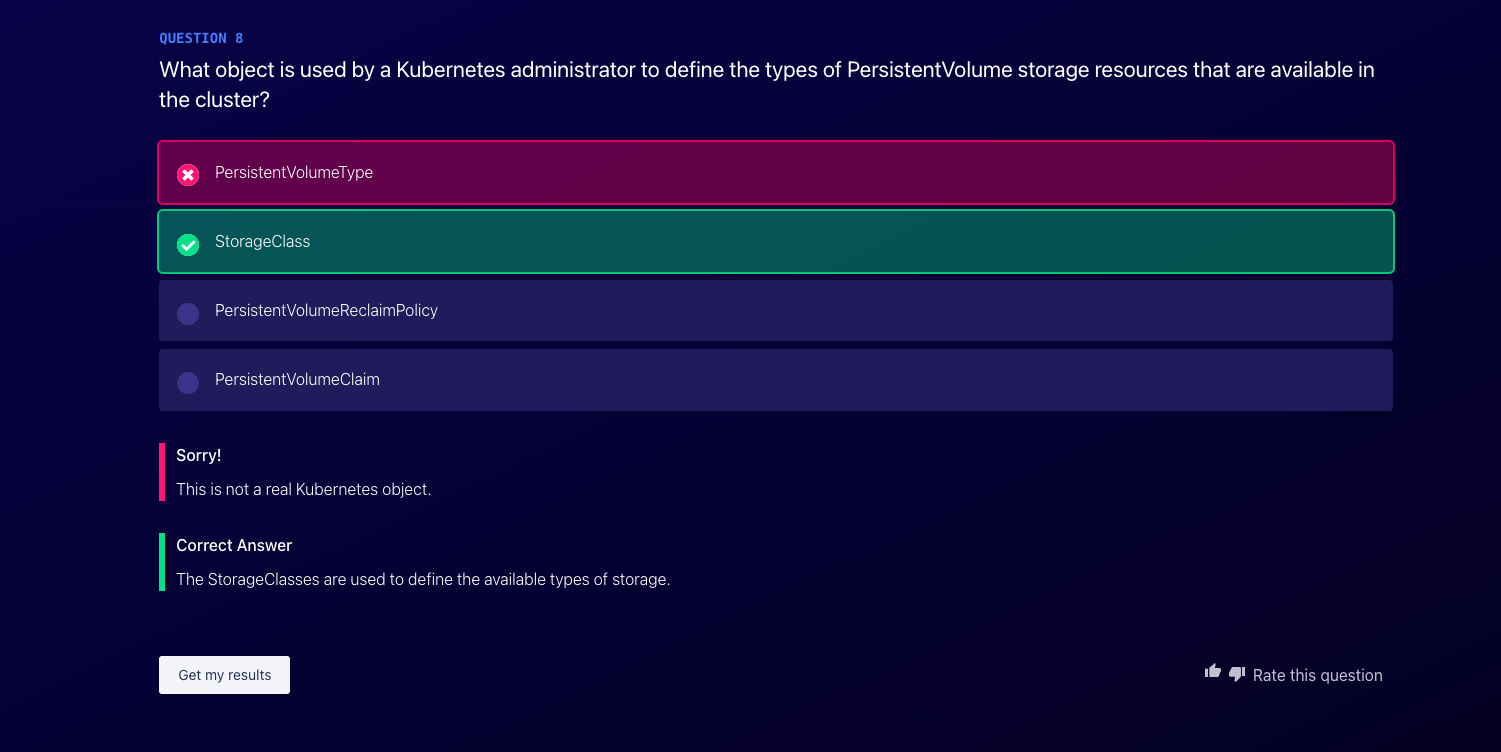 QUESTION 8
What object is used by a Kubernetes administrator to define the types of PersistentVolume storage resources that are available in
the cluster?
PersistentVolumeType
StorageClass
PersistentVolumeReclaimPolicy
PersistentVolumeClaim
Sorry!
This is not a real Kubernetes object.
Correct Answer
The StorageClasses are used to define the available types of storage.
Get my results
Rate this question